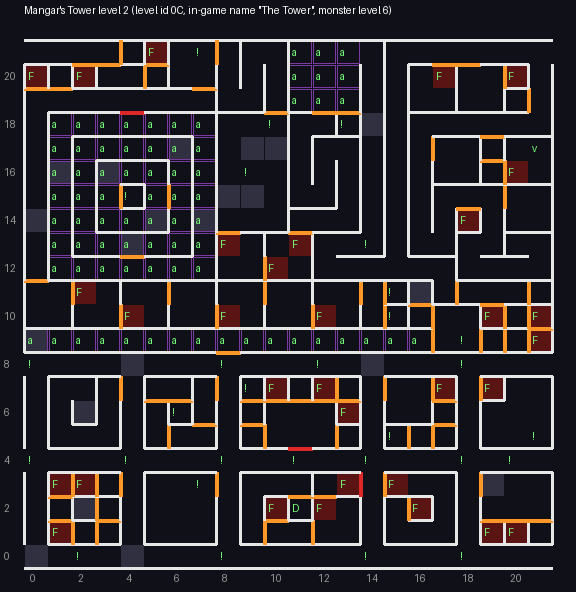 Mangar's Tower level 2 (level id 0C, in-game name "The Tower", monster level 6)
F ! a a a
20 F F a a a F F
a a a
18 a a a a a a a ! !
a a a a a a a v
16 a a a a a a a ! F
a a a ! a a a
14 a a a a a a a F
a a a a a a a F F !
12 a a a a a a a F
F !
10 F F F ! F F
a a a a a a a a a a a a a a a a a ! F
8 ! ! ! !
! F F F F
6 ! F
! !
4 ! ! ! ! ! ! !
F F ! F F
2 F D F F
F F F
0 ! ! ! !
0 2 4 6 8 10 12 14 16 18 20